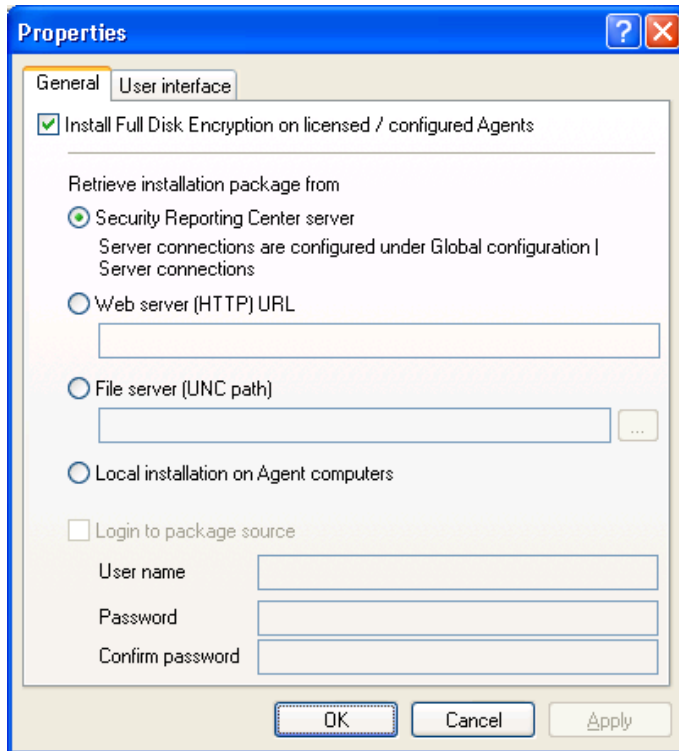 Properties
General
User interface
Install Full Disk Encryption on licensed / configured Agents
Retrieve installation package from
Security Reporting Center server
Server connections are configured under Global configuration |
Server connections
Web server (HTTP) URL
File server (UNC path)
...
Local installation on Agent computers
Login to package source
User name
Password
Confirm password
OK
Cancel
Apply